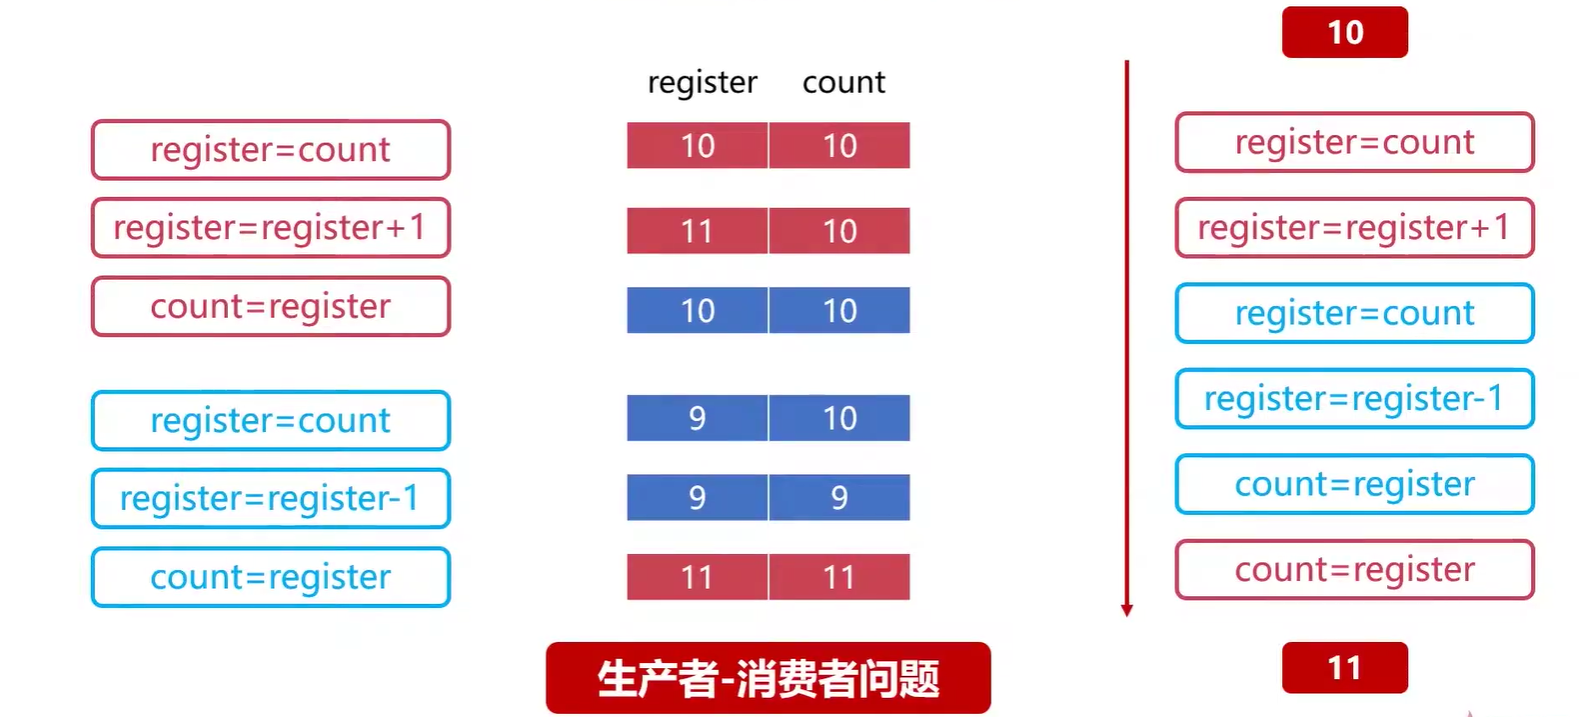 register=count
register=register+1
count=register
register=count
register=register-1
count=register
register count
10 10
11 10
10 10
9 10
9 9
11 11
生产者-消费者问题
10
register=count
register=register+1
register=count
register=register-1
count=register
count=register
11